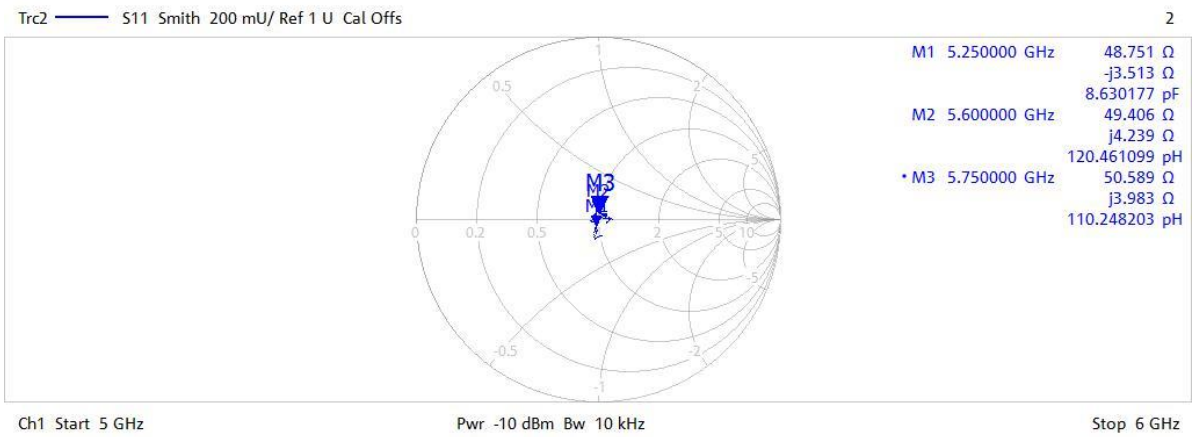 Trc2 S11 Smith 200 mU/ Ref 1 U Cal Offs 2
M1 5.250000 GHz 48.751 Ω
-j3.513 Ω
8.630177 pF
M2 5.600000 GHz 49.406 Ω
j4.239 Ω
120.461099 pH
• M3 5.750000 GHz 50.589 Ω
j3.983 Ω
110.248203 pH
1
0.5 2
5
M3
M2
M1
0 0.2 0.5 2 5 10
-5
-0.5 -2
-1
Ch1 Start 5 GHz Pwr -10 dBm Bw 10 kHz Stop 6 GHz